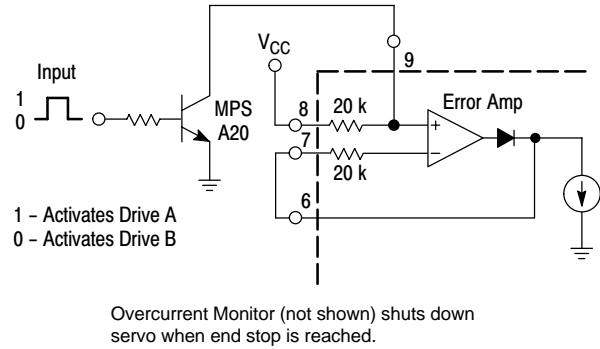 Input
1
0
MPS
A20
VCC
9
8
20 k
Error Amp
+
7
–
20 k
6
1 – Activates Drive A
0 – Activates Drive B
Overcurrent Monitor (not shown) shuts down
servo when end stop is reached.